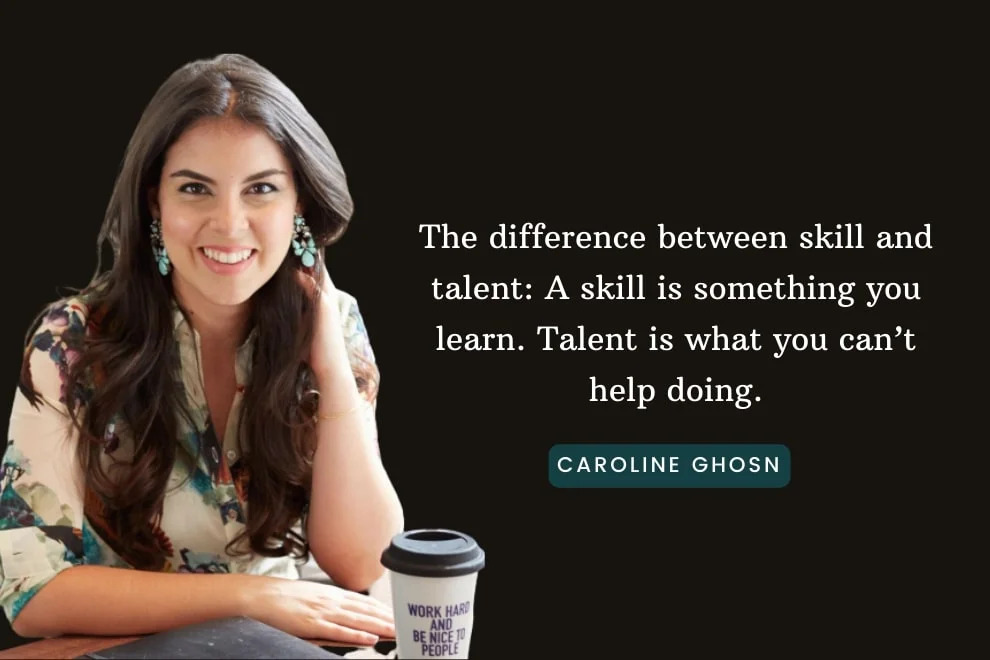 The difference between skill and
talent: A skill is something you
learn. Talent is what you can’t
help doing.
CAROLINE GHOSN
WORK HARD
AND
BE NICE TO
PEOPLE